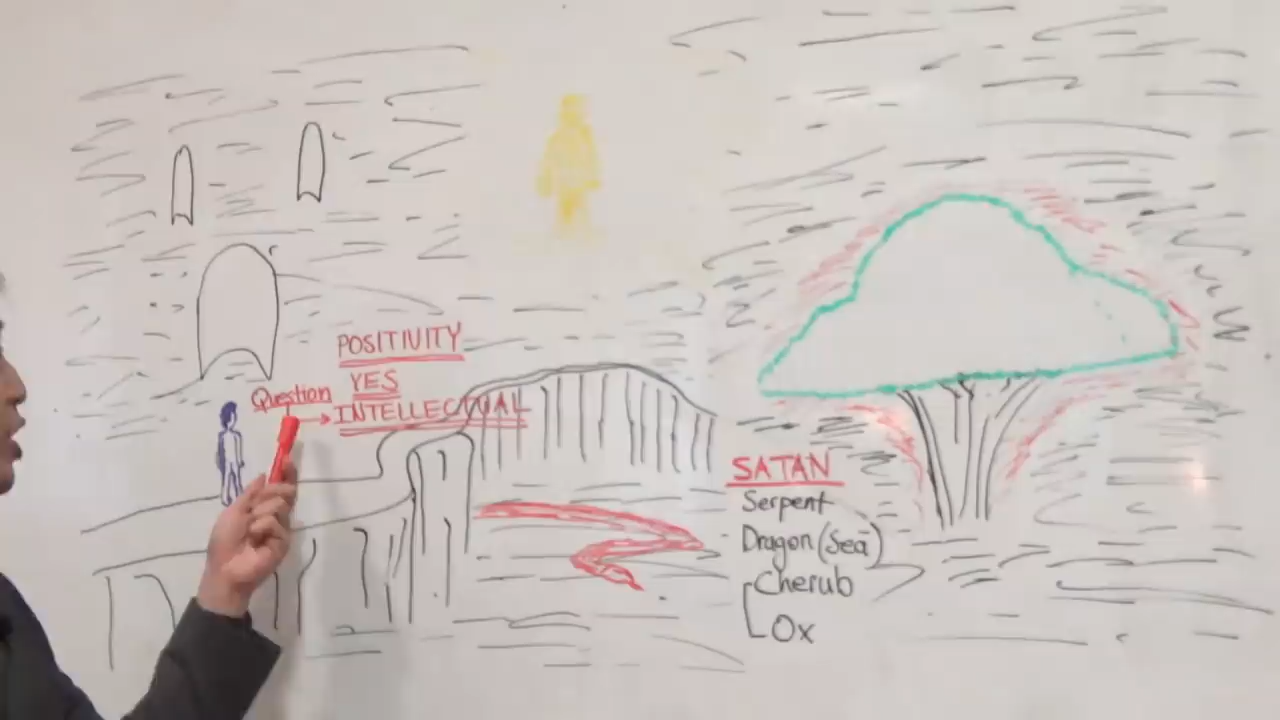 POSITIVITY
YES
Question
INTELLECTUAL
SATAN
Serpent
Dragon (Sea)
Cherub
Ox